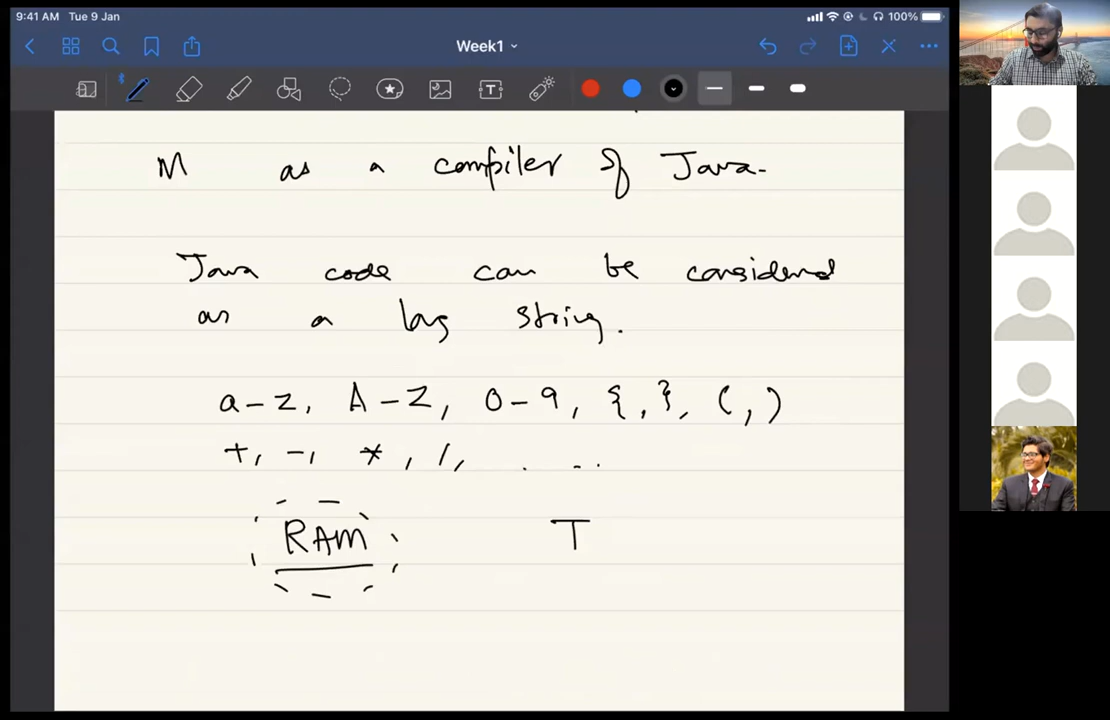 9:41 AM Tue 9 Jan 100%
Week1
M as a compiler of Java.
Java code can be considered
as a long string.
a-z, A-Z, 0-9, {,}, (,)
+, -, *, /, . ...
RAM T